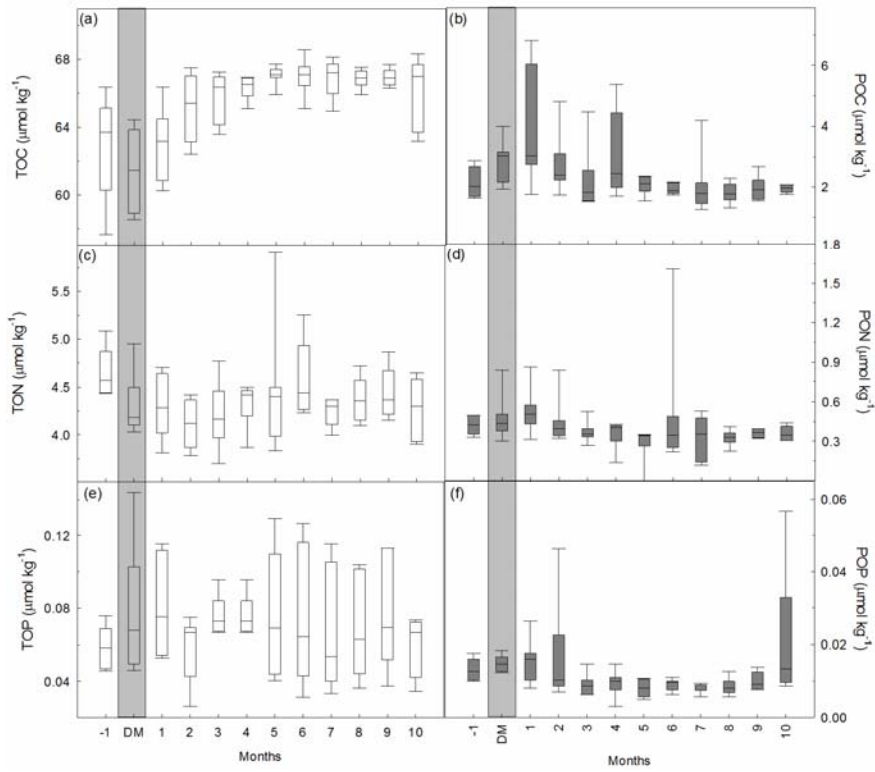 (a)
68
64
60
TOC (μmol kg⁻¹)
(b)
6
4
2
POC (μmol kg⁻¹)
(c)
5.5
5.0
4.5
4.0
TON (μmol kg⁻¹)
(d)
1.8
1.5
1.2
0.9
0.6
0.3
PON (μmol kg⁻¹)
(e)
0.12
0.08
0.04
TOP (μmol kg⁻¹)
(f)
0.06
0.04
0.02
0.00
POP (μmol kg⁻¹)
-1 DM 1 2 3 4 5 6 7 8 9 10
Months
-1 DM 1 2 3 4 5 6 7 8 9 10
Months